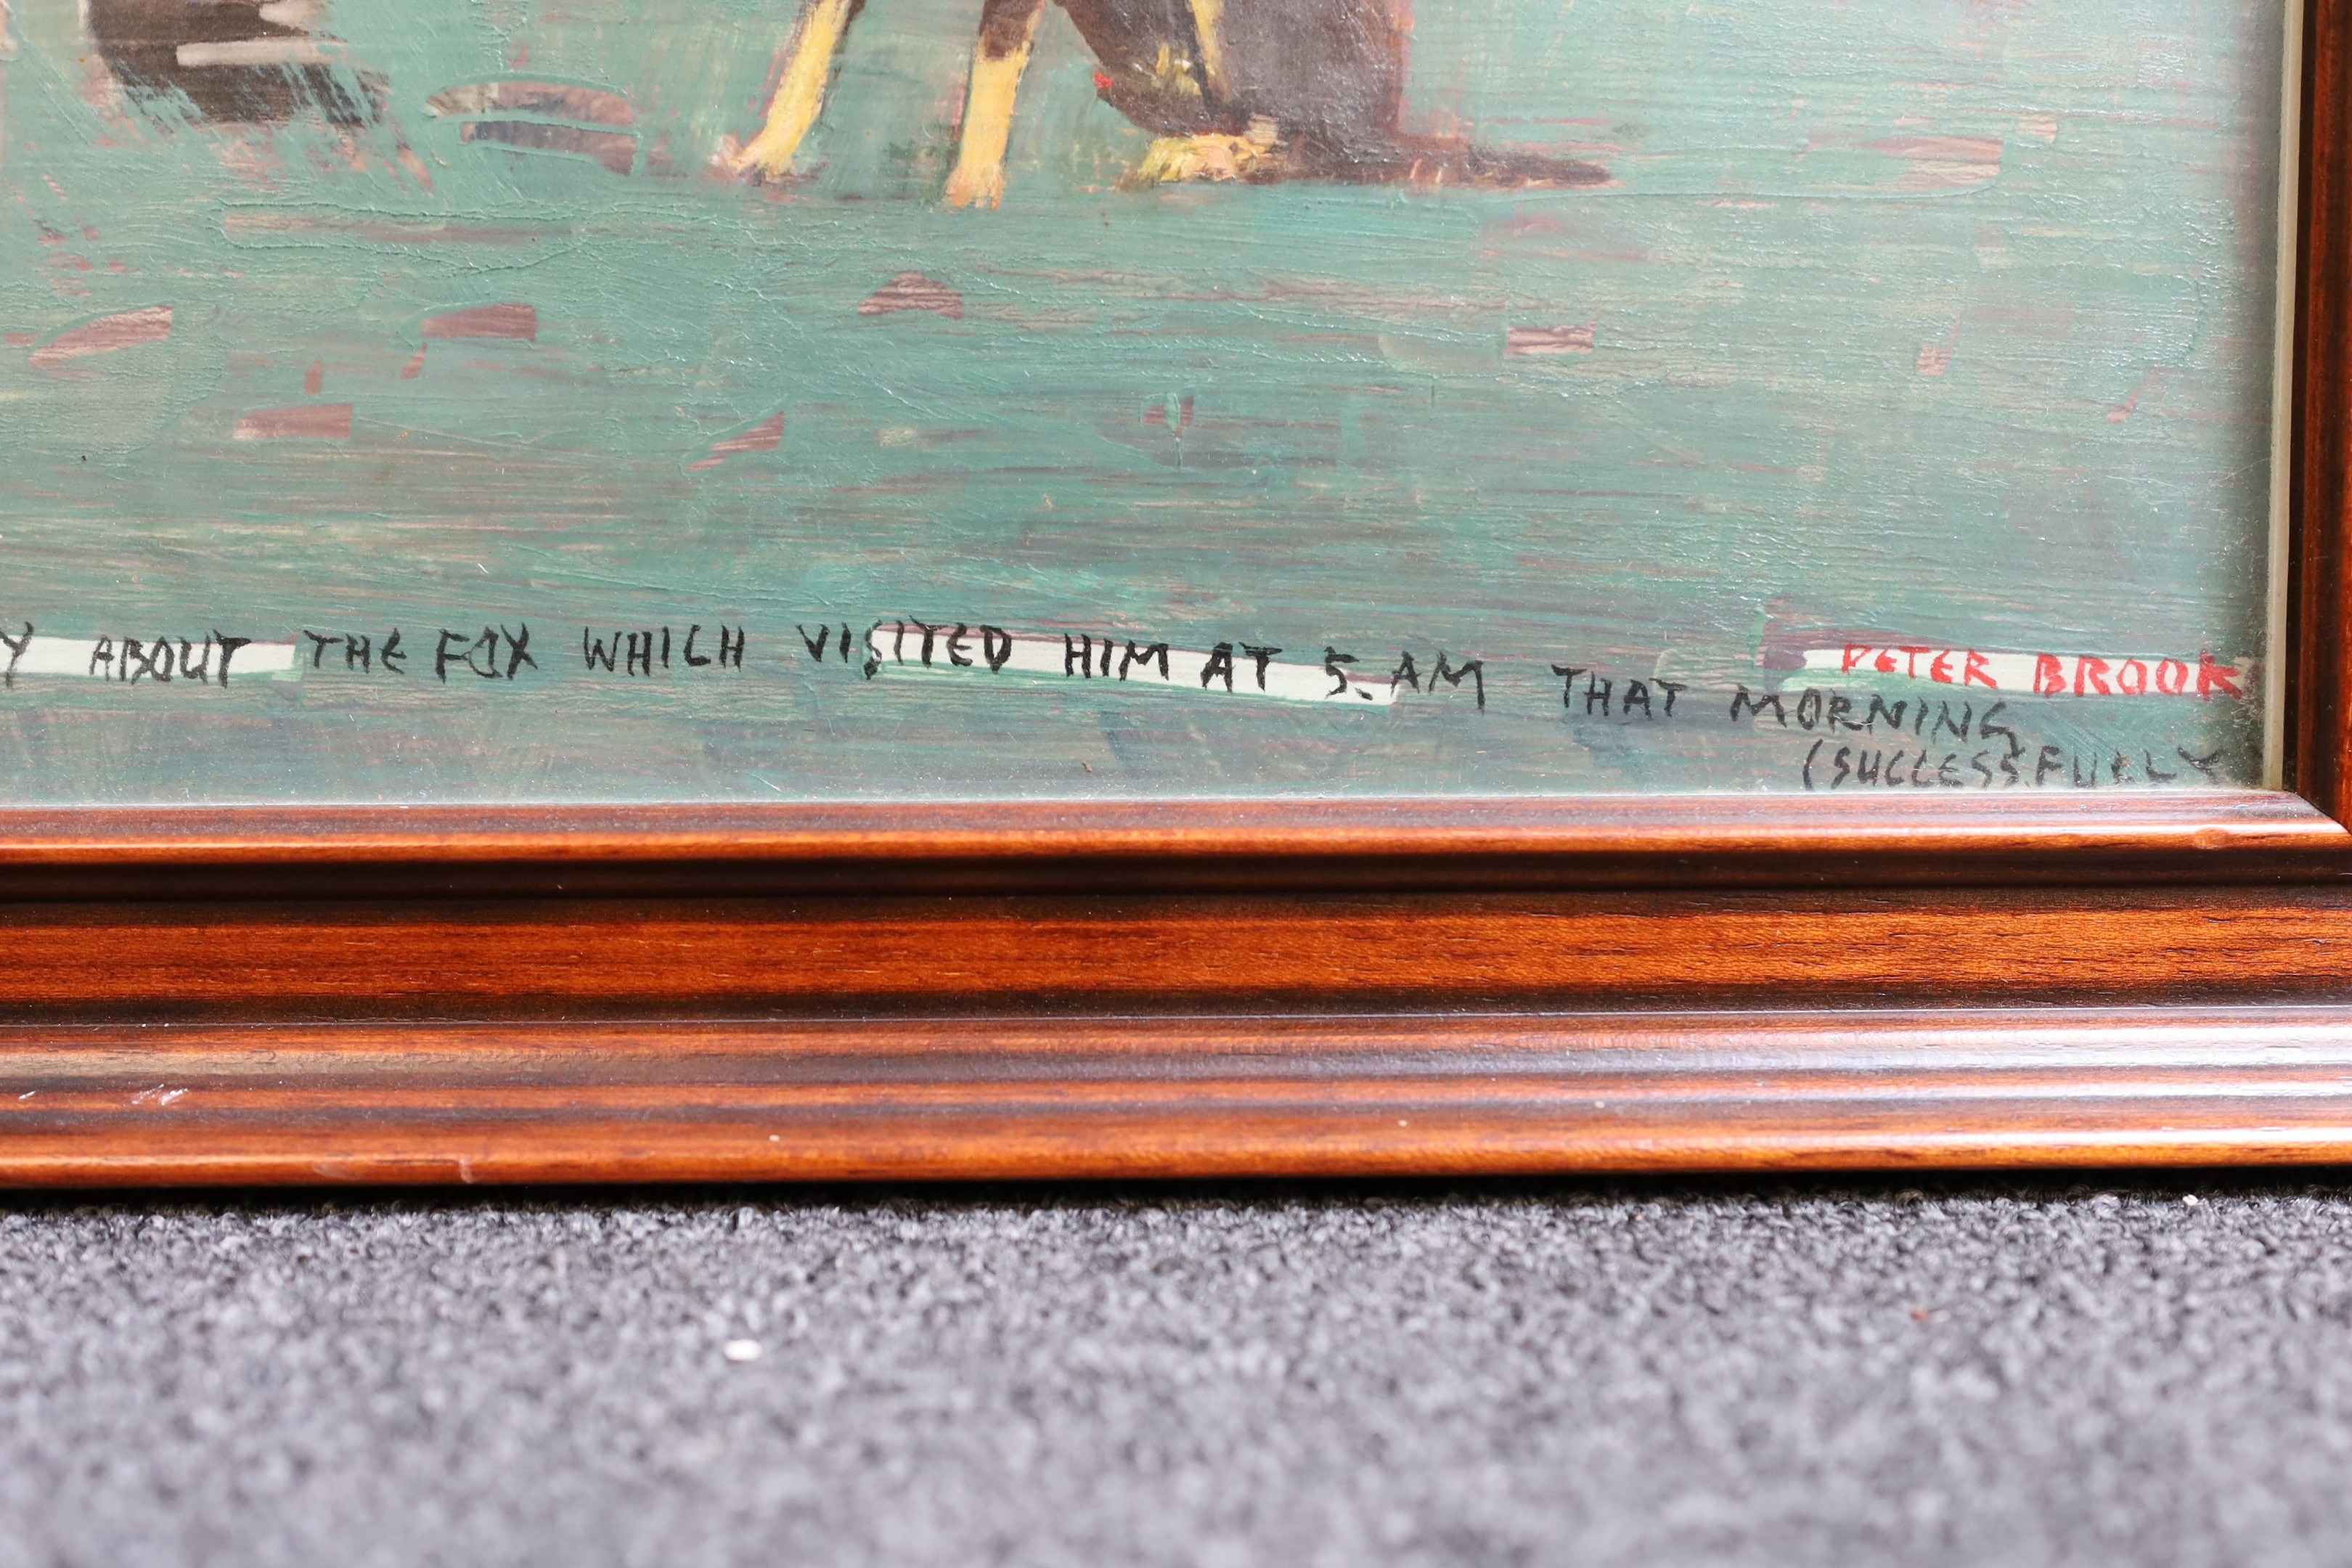 Y ABOUT THE FOX WHICH VISITED HIM AT 5. AM THAT MORNING
(SUCCESSFULLY
PETER BROOK